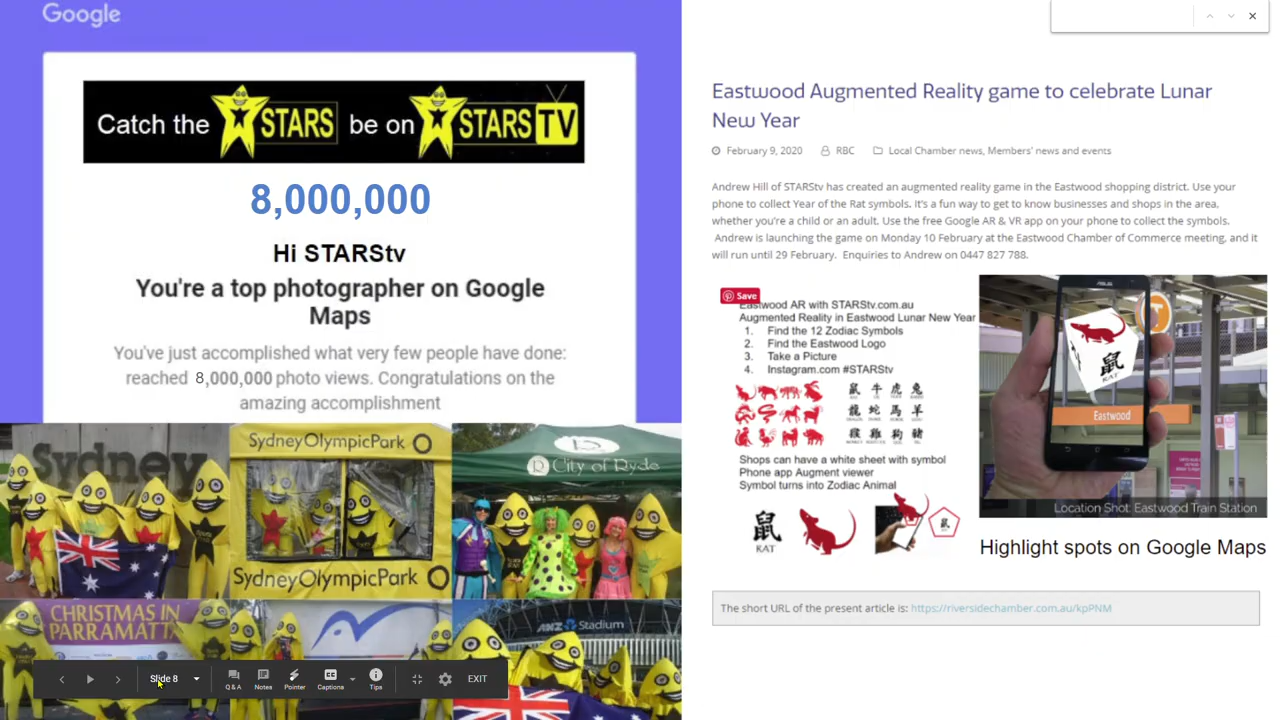 Google
Catch the STARS be on STARS TV
8,000,000
Hi STARStv
You're a top photographer on Google
Maps
You've just accomplished what very few people have done:
reached 8,000,000 photo views. Congratulations on the
amazing accomplishment
Sydney
SydneyOlympicPark
SydneyOlympicPark
City of Ryde
CHRISTMAS IN
PARRAMATTA
ANZ Stadium
Slide 8
Q&A
Notes
Pointer
Captions
Tips
EXIT
Eastwood Augmented Reality game to celebrate Lunar
New Year
February 9, 2020 RBC Local Chamber news, Members' news and events
Andrew Hill of STARStv has created an augmented reality game in the Eastwood shopping district. Use your
phone to collect Year of the Rat symbols. It's a fun way to get to know businesses and shops in the area,
whether you're a child or an adult. Use the free Google AR & VR app on your phone to collect the symbols.
Andrew is launching the game on Monday 10 February at the Eastwood Chamber of Commerce meeting, and it
will run until 29 February. Enquiries to Andrew on 0447 827 788.
Save
Eastwood AR with STARStv.com.au
Augmented Reality in Eastwood Lunar New Year
1. Find the 12 Zodiac Symbols
2. Find the Eastwood Logo
3. Take a Picture
4. Instagram.com #STARStv
鼠 牛 虎 兔
龍 蛇 馬 羊
猴 雞 狗 豬
Shops can have a white sheet with symbol
Phone app Augment viewer
Symbol turns into Zodiac Animal
鼠
RAT
鼠
ASUS
鼠
RAT
Eastwood
Location Shot: Eastwood Train Station
Highlight spots on Google Maps
The short URL of the present article is: https://riversidechamber.com.au/kpPNM